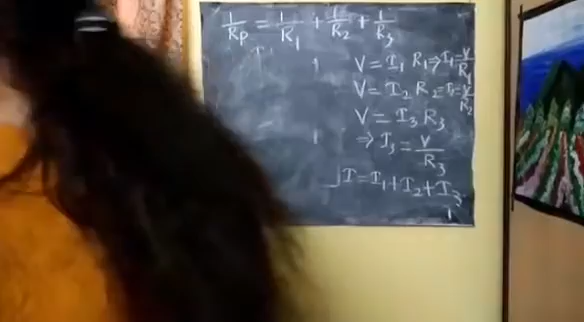 1/Rp = 1/R1 + 1/R2 + 1/R3
V = I1 R1 ⇒ I1 = V/R1
V = I2 R2 ⇒ I2 = V/R2
V = I3 R3
⇒ I3 = V/R3
I = I1 + I2 + I3